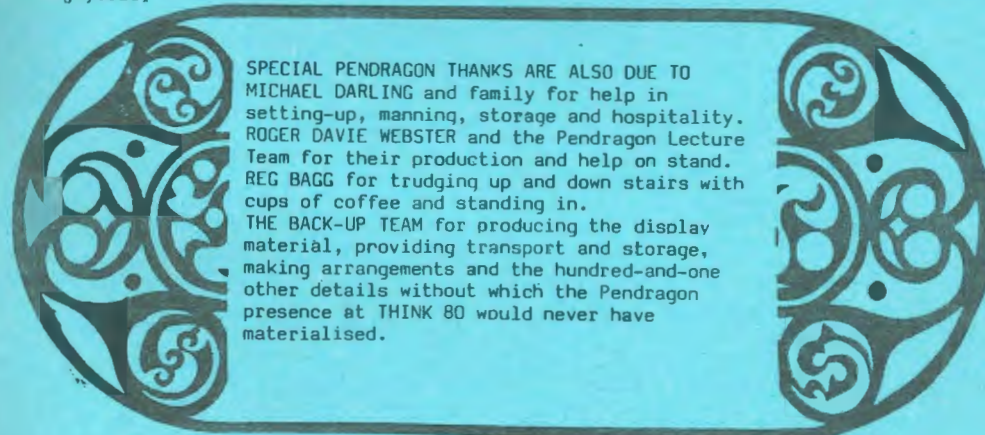 SPECIAL PENDRAGON THANKS ARE ALSO DUE TO
MICHAEL DARLING and family for help in
setting-up, manning, storage and hospitality.
ROGER DAVIE WEBSTER and the Pendragon Lecture
Team for their production and help on stand.
REG BAGG for trudging up and down stairs with
cups of coffee and standing in.
THE BACK-UP TEAM for producing the display
material, providing transport and storage,
making arrangements and the hundred-and-one
other details without which the Pendragon
presence at THINK 80 would never have
materialised.